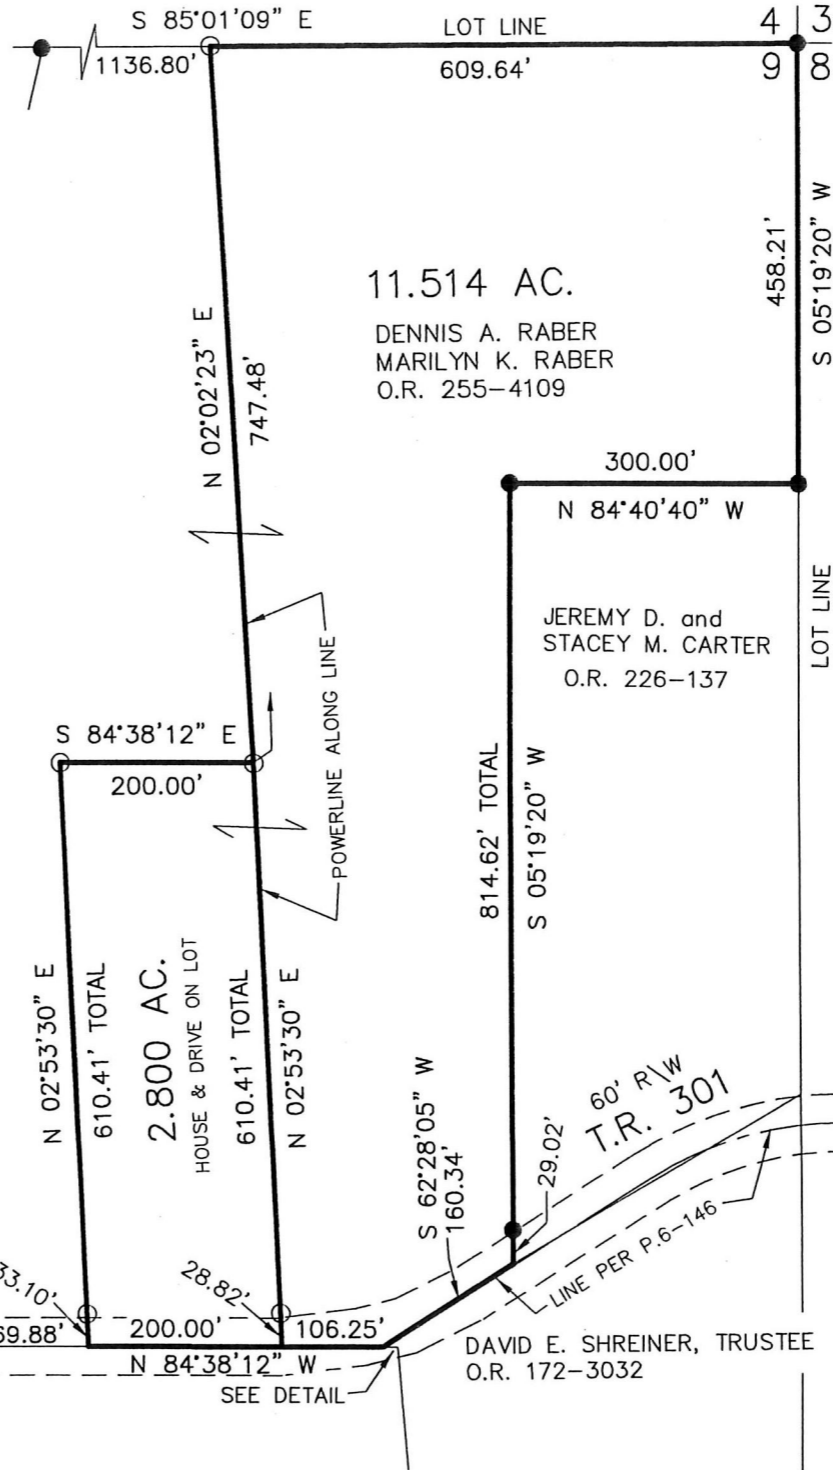 S 85°01'09" E
LOT LINE
4
3
1136.80'
609.64'
9
8
458.21'
S 05°19'20" W
11.514 AC.
DENNIS A. RABER
MARILYN K. RABER
O.R. 255-4109
N 02°02'23" E
747.48'
300.00'
N 84°40'40" W
JEREMY D. and
STACEY M. CARTER
O.R. 226-137
LOT LINE
S 84°38'12" E
200.00'
POWERLINE ALONG LINE
814.62' TOTAL
S 05°19'20" W
N 02°53'30" E
610.41' TOTAL
2.800 AC.
HOUSE & DRIVE ON LOT
610.41' TOTAL
N 02°53'30" E
S 62°28'05" W
160.34'
29.02'
60' R\W
T.R. 301
LINE PER P.6-146
33.10'
28.82'
69.88'
200.00'
106.25'
N 84°38'12" W
SEE DETAIL
DAVID E. SHREINER, TRUSTEE
O.R. 172-3032